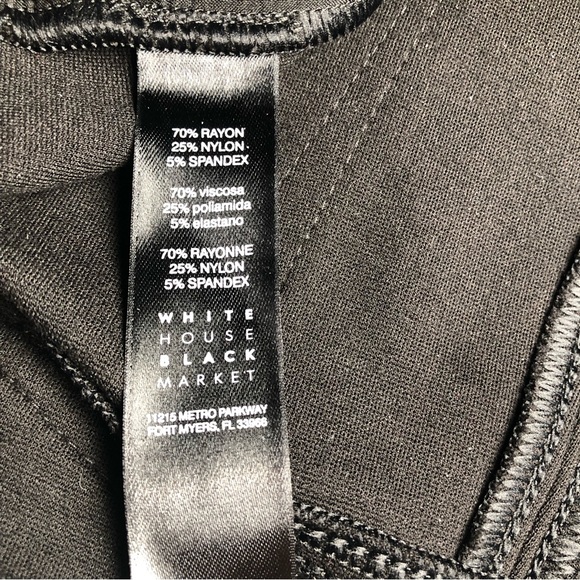 70% RAYON
25% NYLON
5% SPANDEX
70% viscosa
25% poliamida
5% elastano
70% RAYONNE
25% NYLON
5% SPANDEX
WHITE
HOUSE
BLACK
MARKET
11215 METRO PARKWAY
FORT MYERS, FL 33966